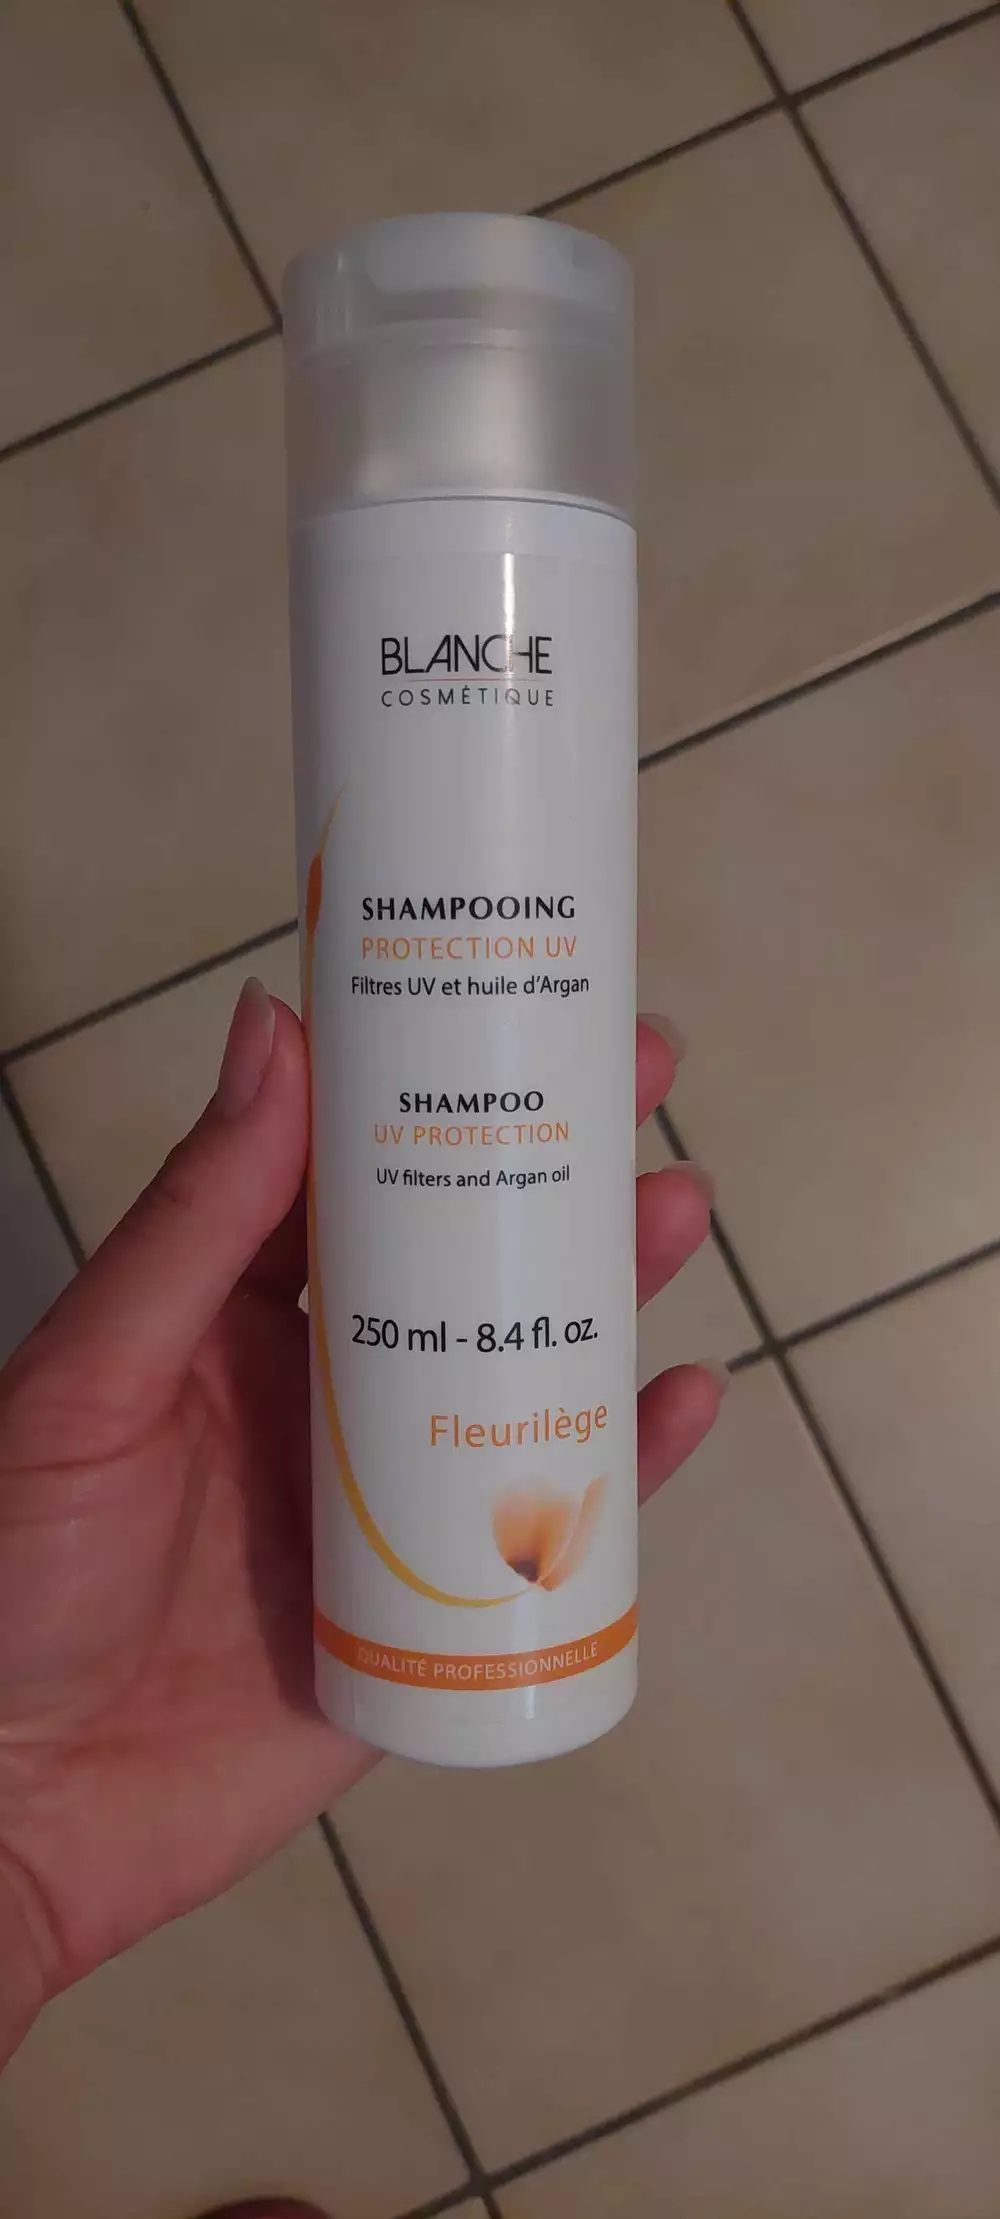 BLANCHE
COSMÉTIQUE
SHAMPOOING
PROTECTION UV
Filtres UV et huile d'Argan
SHAMPOO
UV PROTECTION
UV filters and Argan oil
250 ml - 8.4 fl. oz.
Fleurilège
QUALITÉ PROFESSIONNELLE